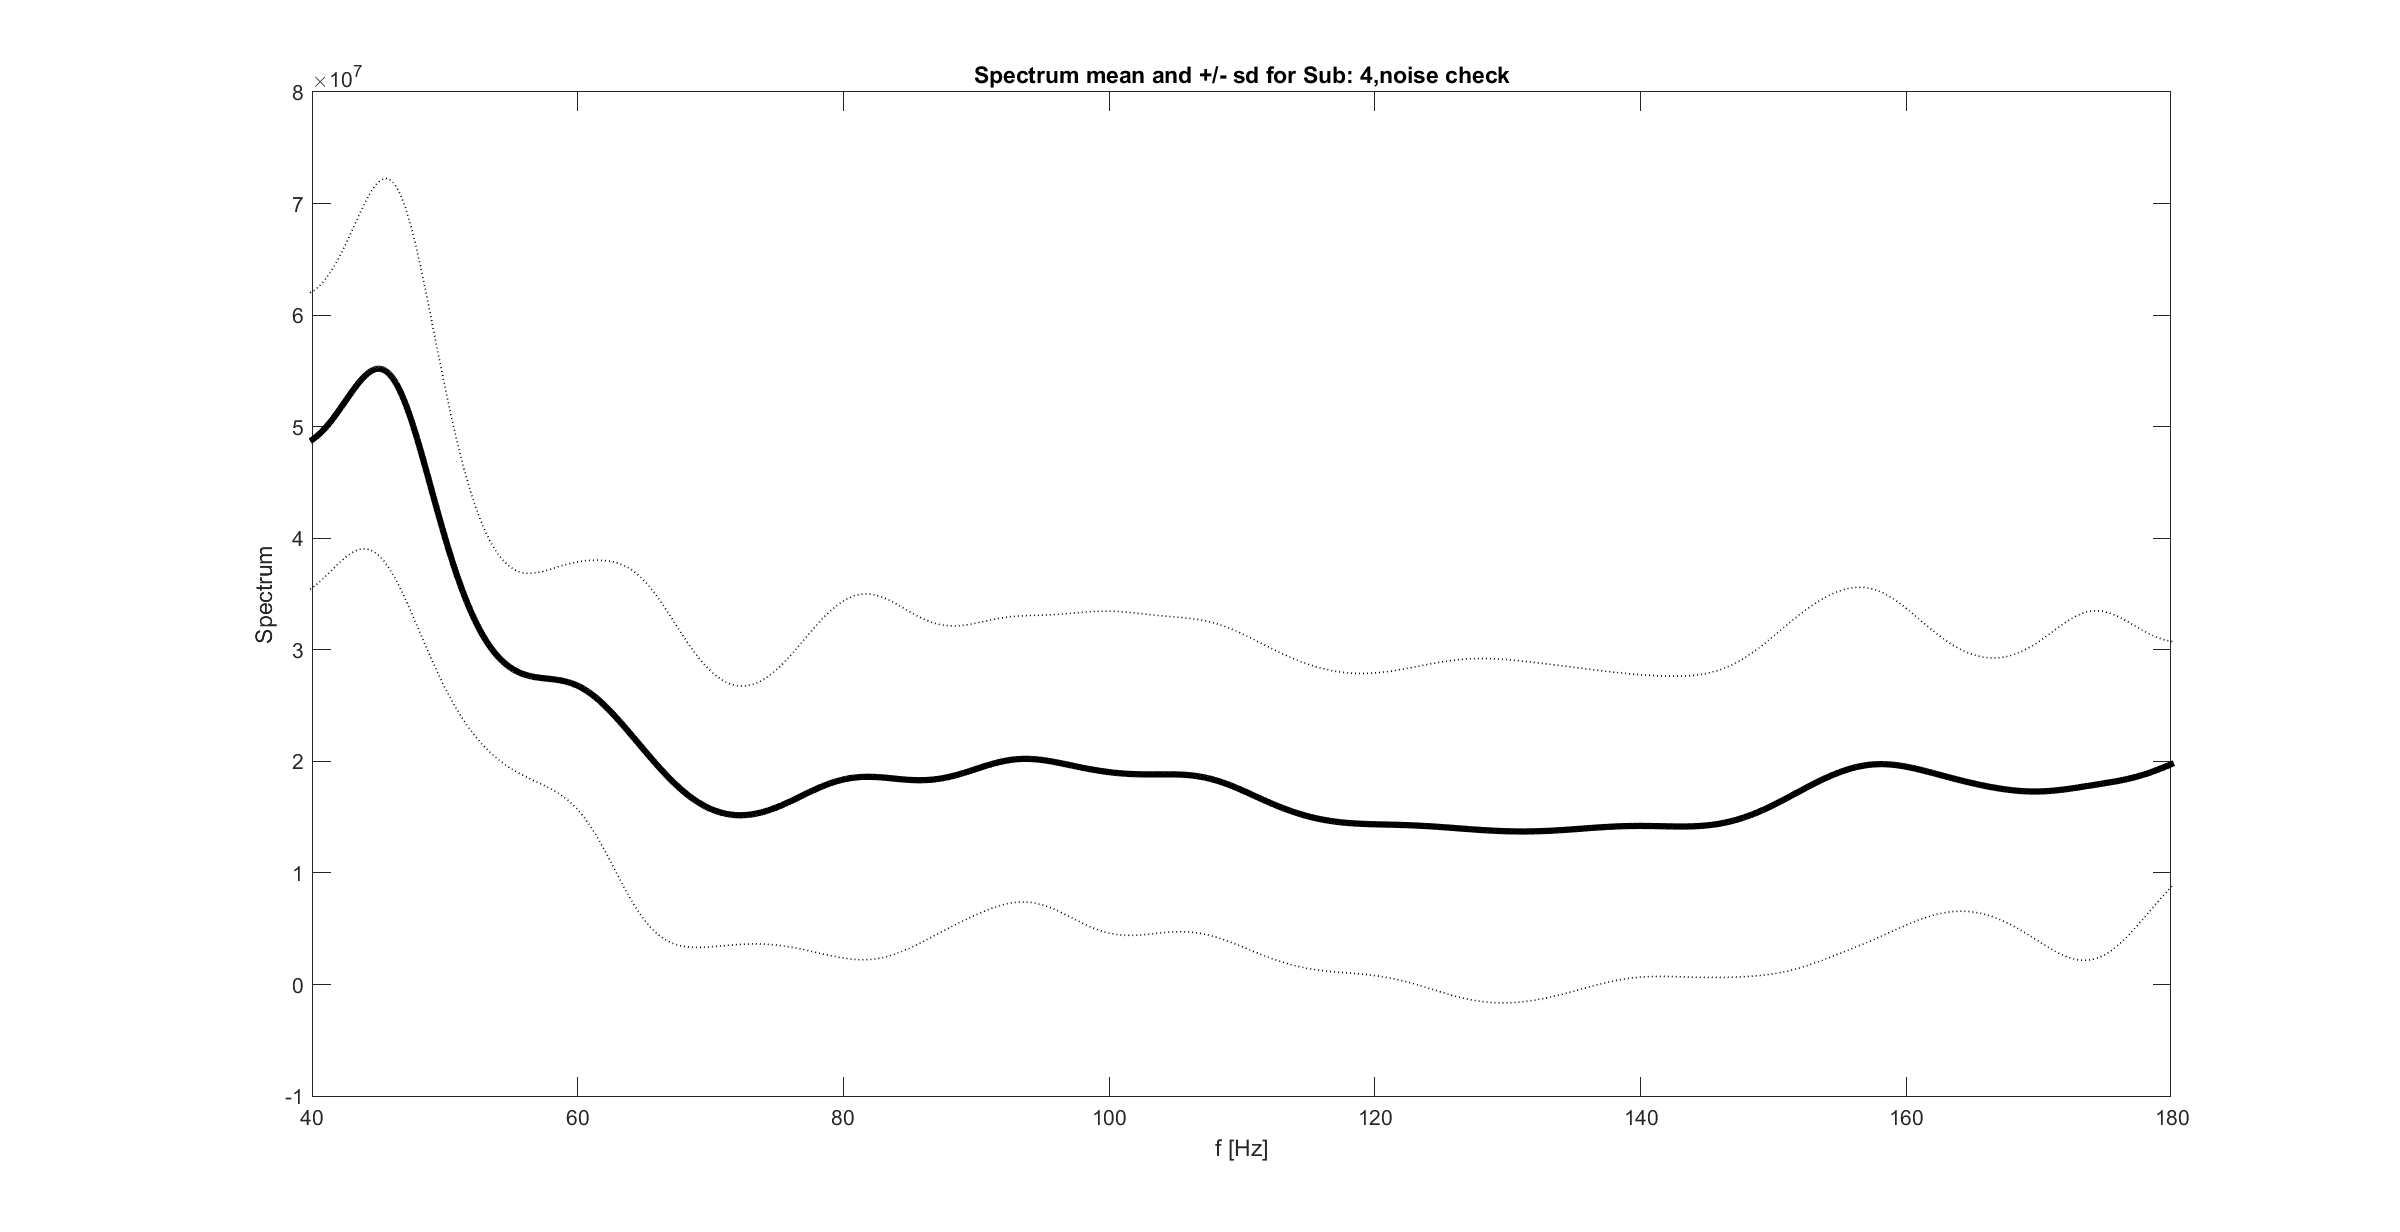 Spectrum mean and +/- sd for Sub: 4,noise check
×10^7
8
7
6
5
4
3
2
1
0
-1
Spectrum
40 60 80 100 120 140 160 180
f [Hz]